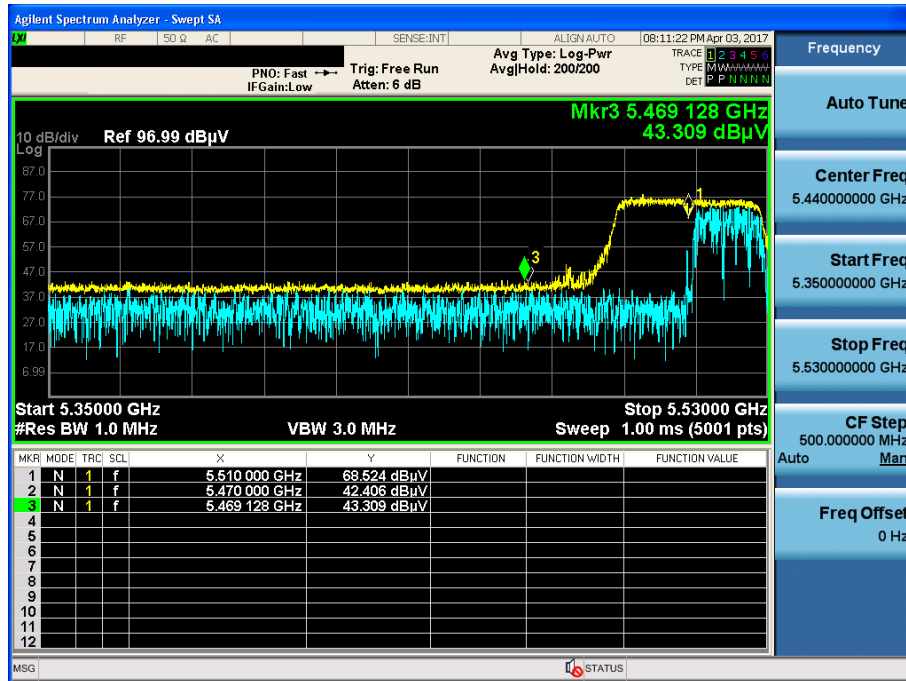 Agilent Spectrum Analyzer - Swept SA
LXI RF 50 Ω AC SENSE:INT ALIGN AUTO 08:11:22 PM Apr 03, 2017
PNO: Fast Trig: Free Run Avg Type: Log-Pwr TRACE 1 2 3 4 5 6
IFGain:Low Atten: 6 dB Avg|Hold: 200/200 TYPE M W W W W W
DET P P N N N N
Mkr3 5.469 128 GHz
43.309 dBµV
10 dB/div Ref 96.99 dBµV
Log
87.0
77.0
67.0
57.0
47.0
37.0
27.0
17.0
6.99
1
3
Start 5.35000 GHz Stop 5.53000 GHz
#Res BW 1.0 MHz VBW 3.0 MHz Sweep 1.00 ms (5001 pts)
MKR MODE TRC SCL X Y FUNCTION FUNCTION WIDTH FUNCTION VALUE
1 N 1 f 5.510 000 GHz 68.524 dBµV
2 N 1 f 5.470 000 GHz 42.406 dBµV
3 N 1 f 5.469 128 GHz 43.309 dBµV
4
5
6
7
8
9
10
11
12
MSG STATUS
Frequency
Auto Tune
Center Freq
5.440000000 GHz
Start Freq
5.350000000 GHz
Stop Freq
5.530000000 GHz
CF Step
500.000000 MHz
Auto Man
Freq Offset
0 Hz